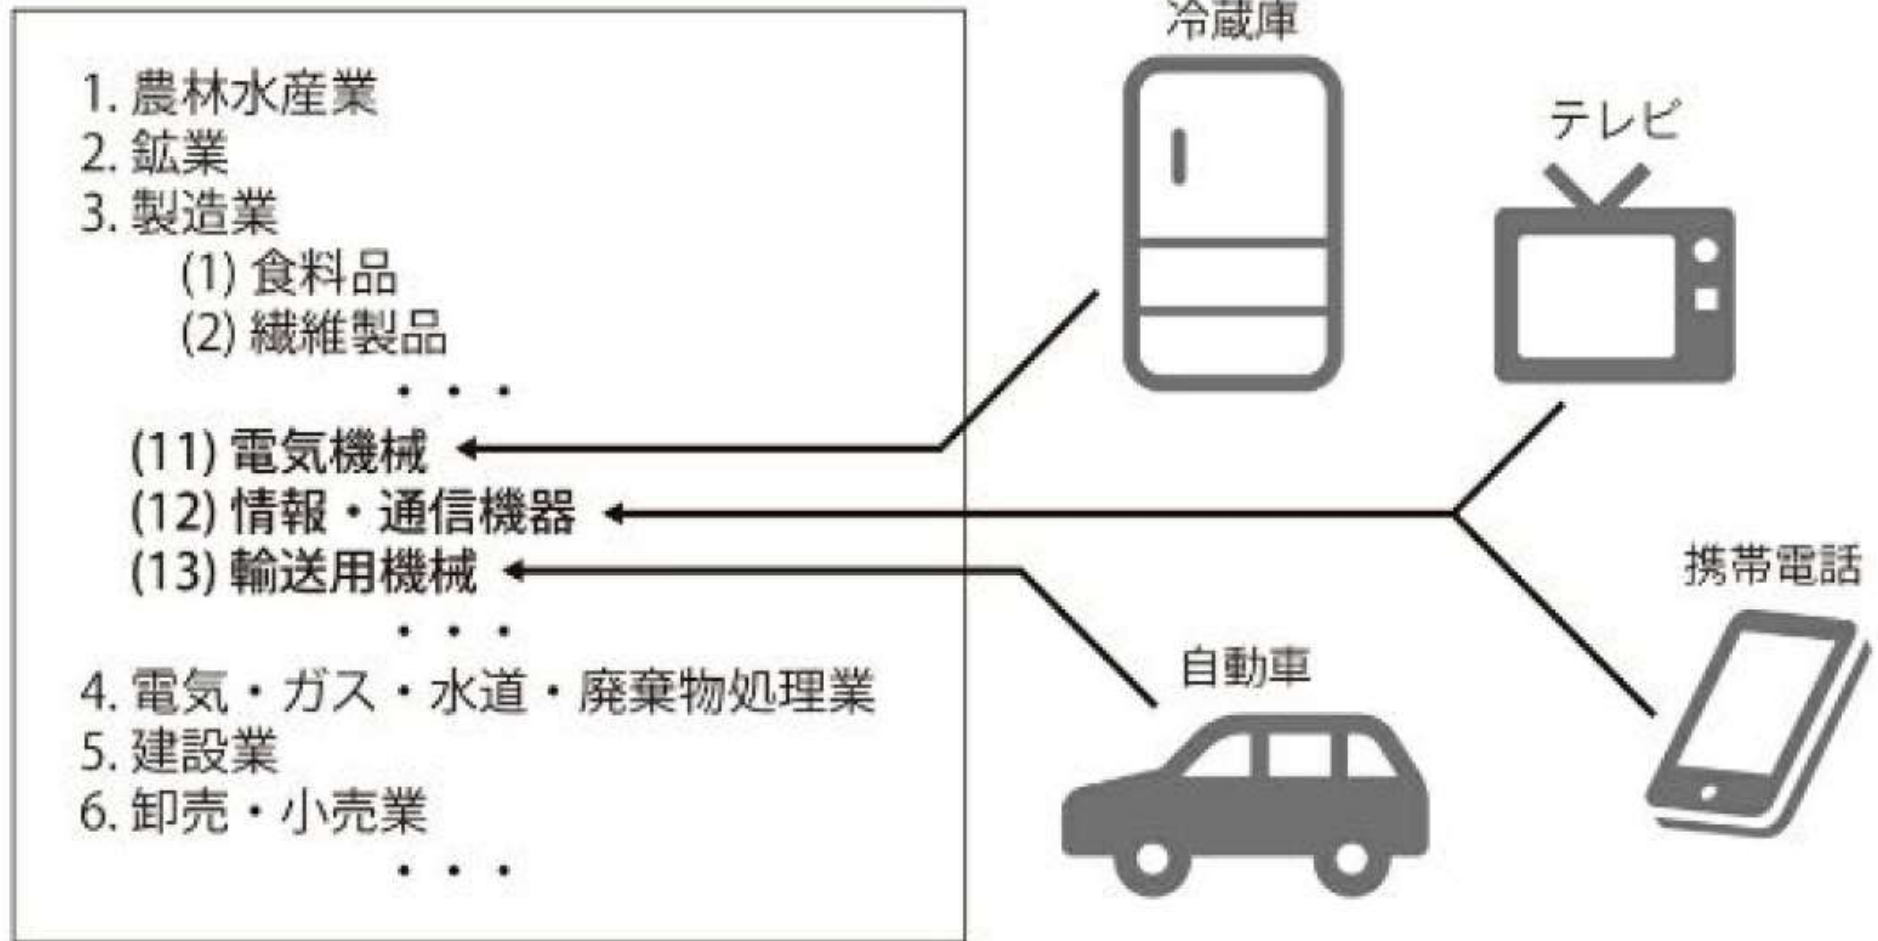 1. 農林水産業
2. 鉱業
3. 製造業
(1) 食料品
(2) 繊維製品
・・・
(11) 電気機械
(12) 情報・通信機器
(13) 輸送用機械
・・・
4. 電気・ガス・水道・廃棄物処理業
5. 建設業
6. 卸売・小売業
・・・
冷蔵庫
テレビ
携帯電話
自動車